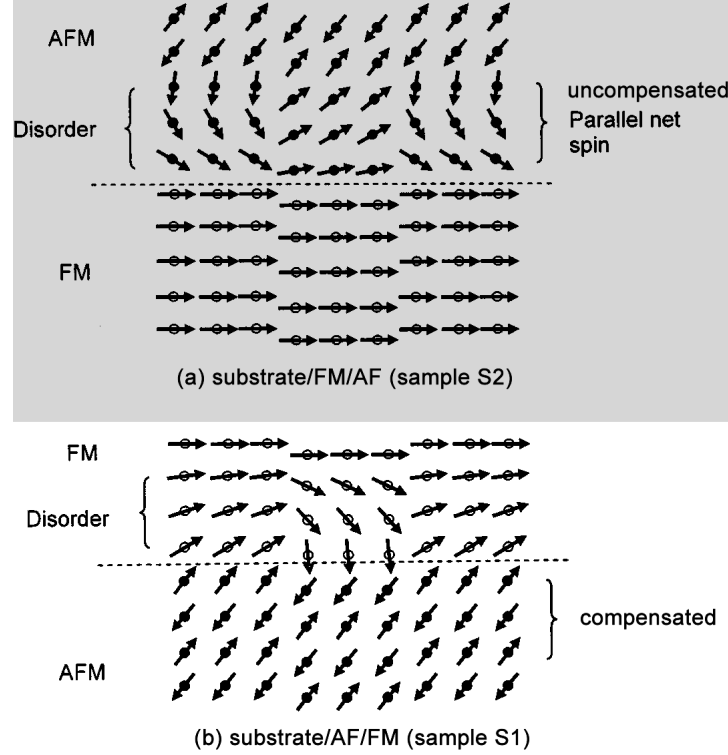 AFM
Disorder
uncompensated
Parallel net
spin
FM
(a) substrate/FM/AF (sample S2)
FM
Disorder
compensated
AFM
(b) substrate/AF/FM (sample S1)